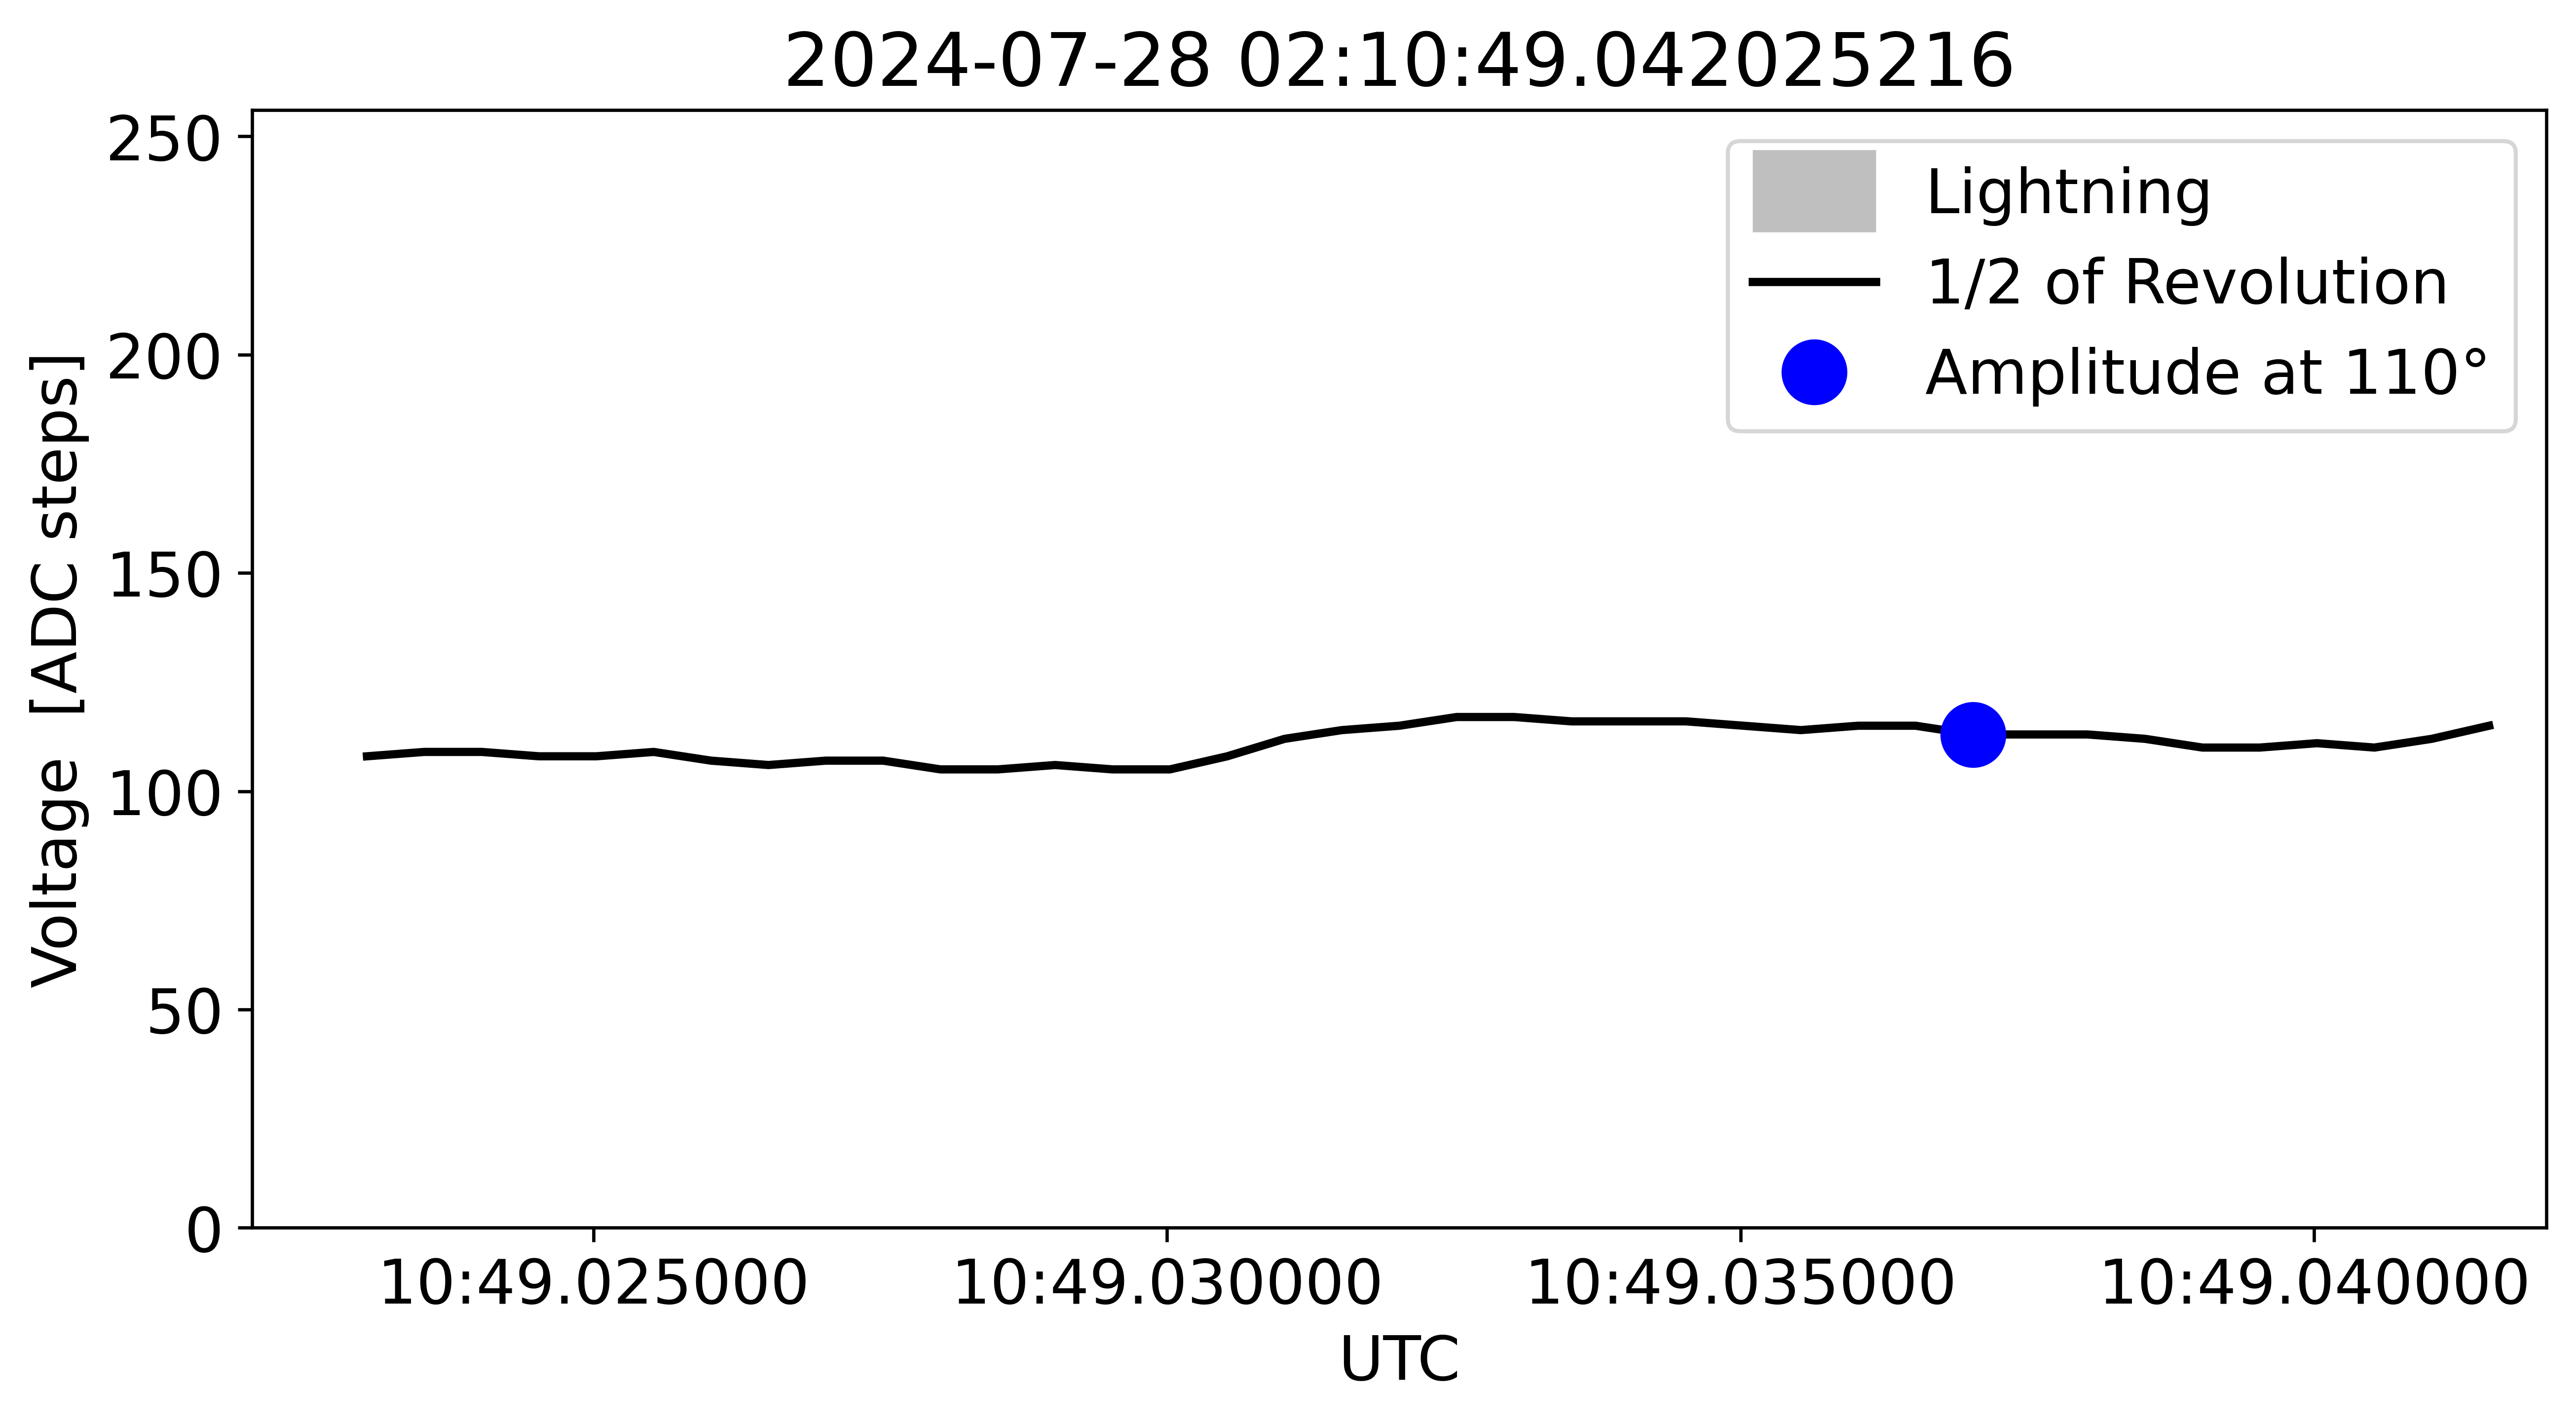 2024-07-28 02:10:49.042025216
Lightning
1/2 of Revolution
Amplitude at 110°
Voltage [ADC steps]
250
200
150
100
50
0
10:49.025000 10:49.030000 10:49.035000 10:49.040000
UTC